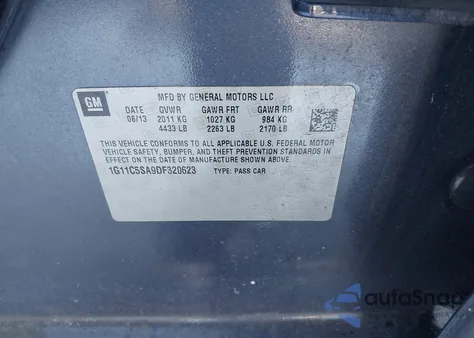 GM
MFD BY GENERAL MOTORS LLC
DATE GVWR GAWR FRT GAWR RR
06/13 2011 KG 1027 KG 984 KG
4433 LB 2263 LB 2170 LB
THIS VEHICLE CONFORMS TO ALL APPLICABLE U.S. FEDERAL MOTOR
VEHICLE SAFETY, BUMPER, AND THEFT PREVENTION STANDARDS IN
EFFECT ON THE DATE OF MANUFACTURE SHOWN ABOVE.
1G11C5SA9DF320623 TYPE: PASS CAR
autoSnap